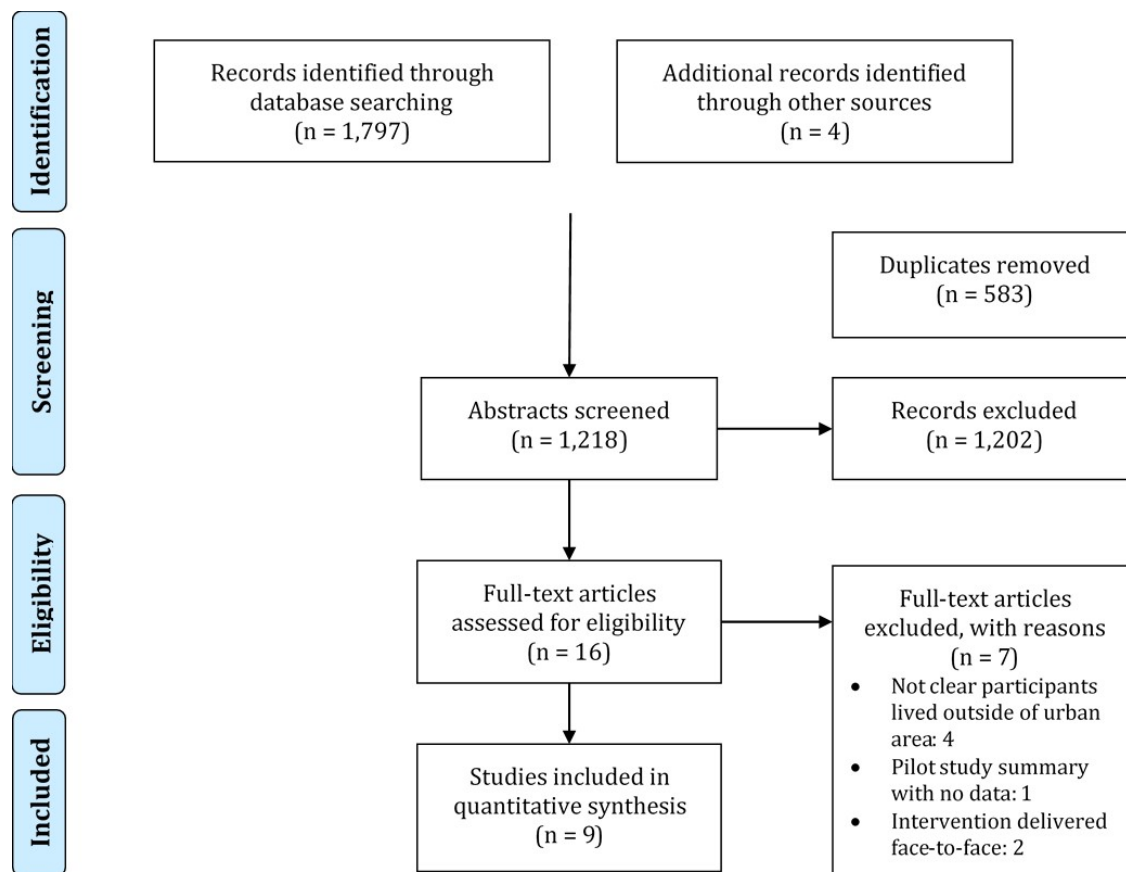 Identification
Records identified through
database searching
(n = 1,797)
Additional records identified
through other sources
(n = 4)
Screening
Duplicates removed
(n = 583)
Abstracts screened
(n = 1,218)
Records excluded
(n = 1,202)
Eligibility
Full-text articles
assessed for eligibility
(n = 16)
Full-text articles
excluded, with reasons
(n = 7)
• Not clear participants
lived outside of urban
area: 4
• Pilot study summary
with no data: 1
• Intervention delivered
face-to-face: 2
Included
Studies included in
quantitative synthesis
(n = 9)